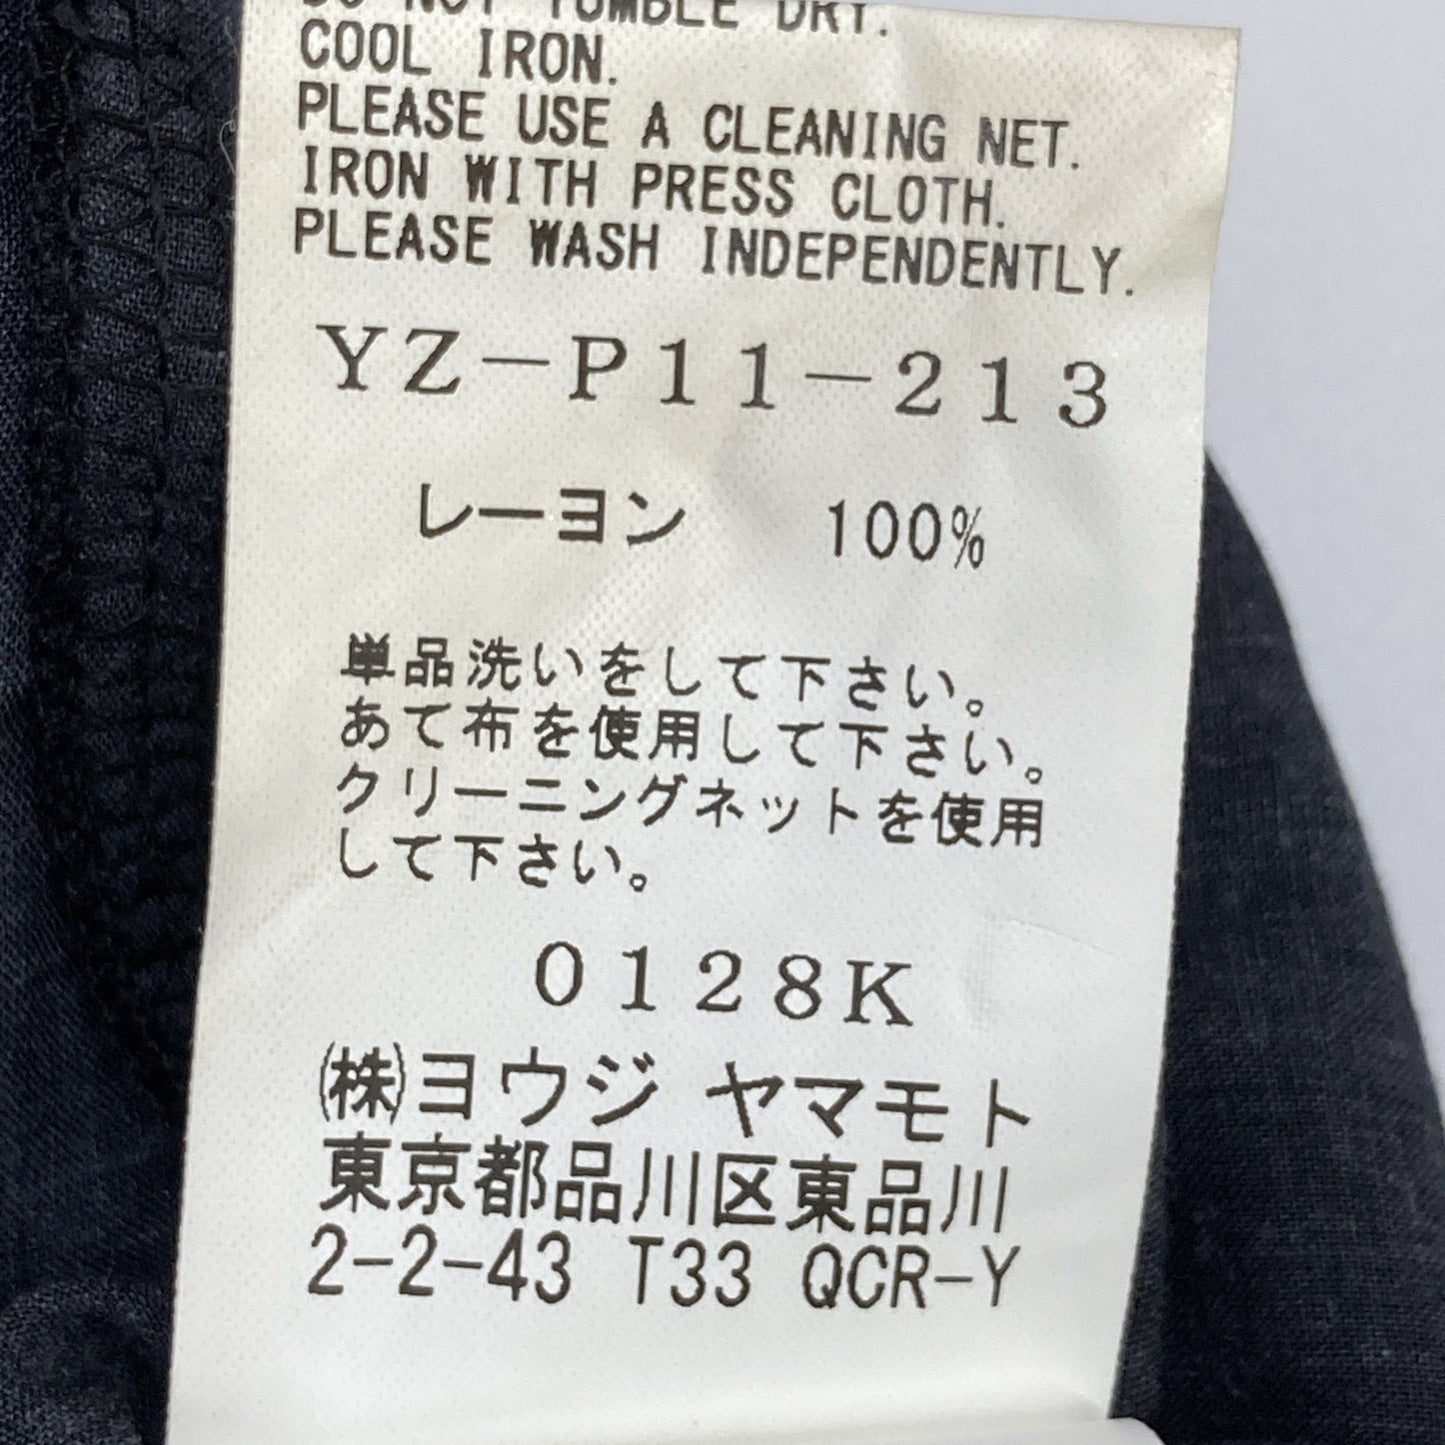 DO NOT TUMBLE DRY.
COOL IRON.
PLEASE USE A CLEANING NET.
IRON WITH PRESS CLOTH.
PLEASE WASH INDEPENDENTLY.
YZ-P11-213
レーヨン 100%
単品洗いをして下さい。
あて布を使用して下さい。
クリーニングネットを使用
して下さい。
0128K
(株)ヨウジ ヤマモト
東京都品川区東品川
2-2-43 T33 QCR-Y